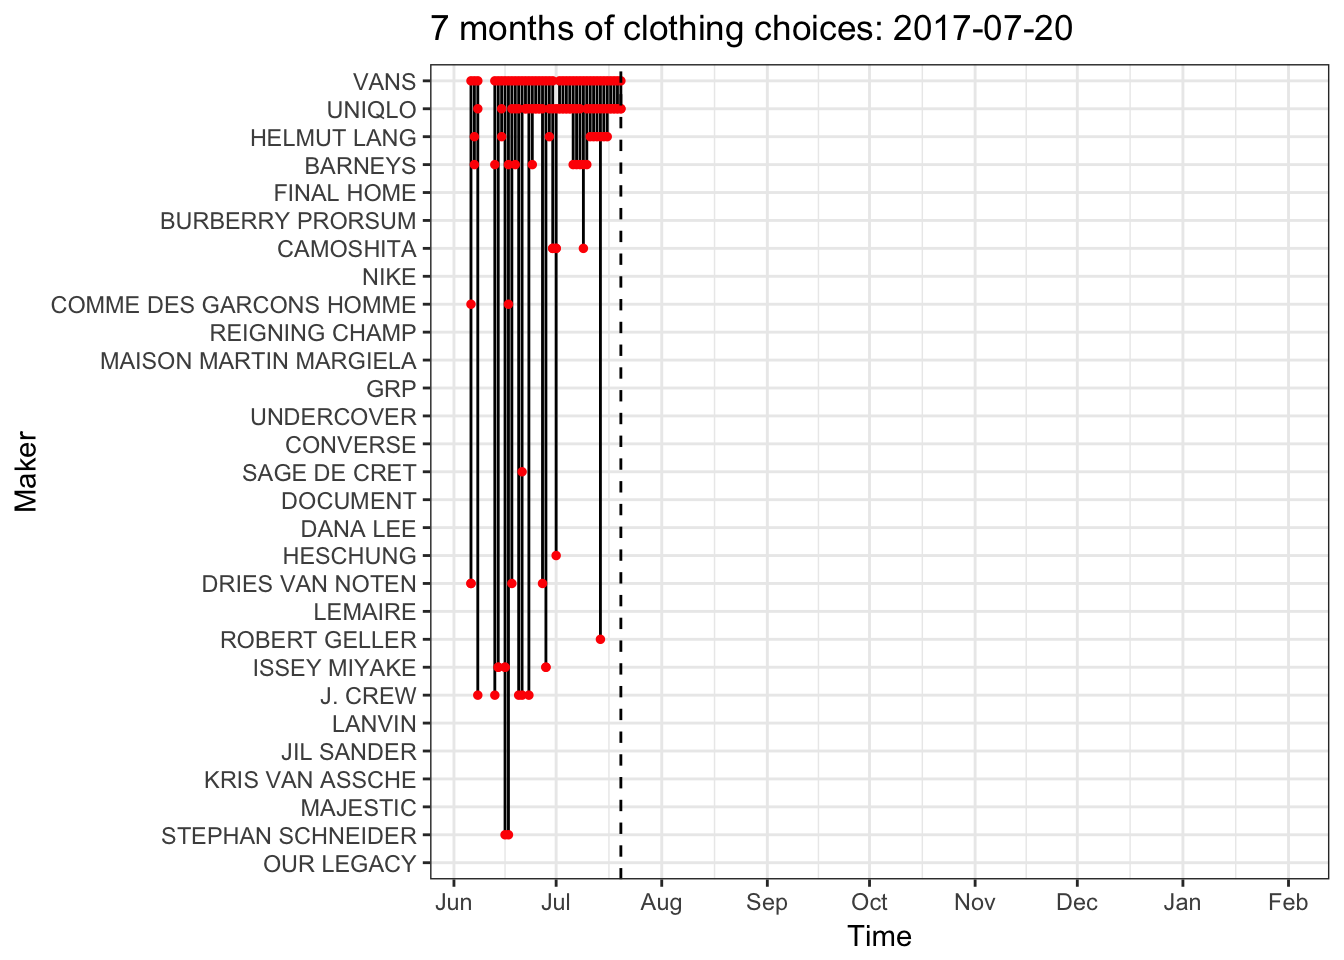 7 months of clothing choices: 2017-07-20
Maker
VANS
UNIQLO
HELMUT LANG
BARNEYS
FINAL HOME
BURBERRY PRORSUM
CAMOSHITA
NIKE
COMME DES GARCONS HOMME
REIGNING CHAMP
MAISON MARTIN MARGIELA
GRP
UNDERCOVER
CONVERSE
SAGE DE CRET
DOCUMENT
DANA LEE
HESCHUNG
DRIES VAN NOTEN
LEMAIRE
ROBERT GELLER
ISSEY MIYAKE
J. CREW
LANVIN
JIL SANDER
KRIS VAN ASSCHE
MAJESTIC
STEPHAN SCHNEIDER
OUR LEGACY
Jun Jul Aug Sep Oct Nov Dec Jan Feb
Time